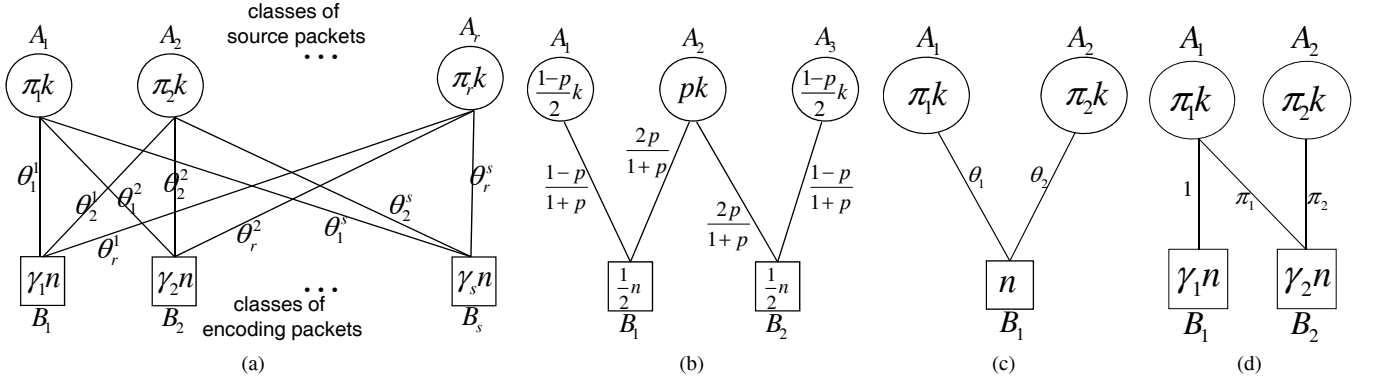 classes of
source packets
A₁ A₂ ... Aᵣ
π₁k π₂k πᵣk
θ₁¹ θ₂¹ θ₁² θ₂² θᵣˢ
θᵣ¹ θᵣ² θ₁ˢ θ₂ˢ
γ₁n γ₂n ... γₛn
B₁ B₂ Bₛ
classes of
encoding packets
(a)
A₁ A₂ A₃
(1−p)/2 k pk (1−p)/2 k
(1−p)/(1+p) 2p/(1+p) 2p/(1+p) (1−p)/(1+p)
1/2 n 1/2 n
B₁ B₂
(b)
A₁ A₂
π₁k π₂k
θ₁ θ₂
n
B₁
(c)
A₁ A₂
π₁k π₂k
1 π₁ π₂
γ₁n γ₂n
B₁ B₂
(d)